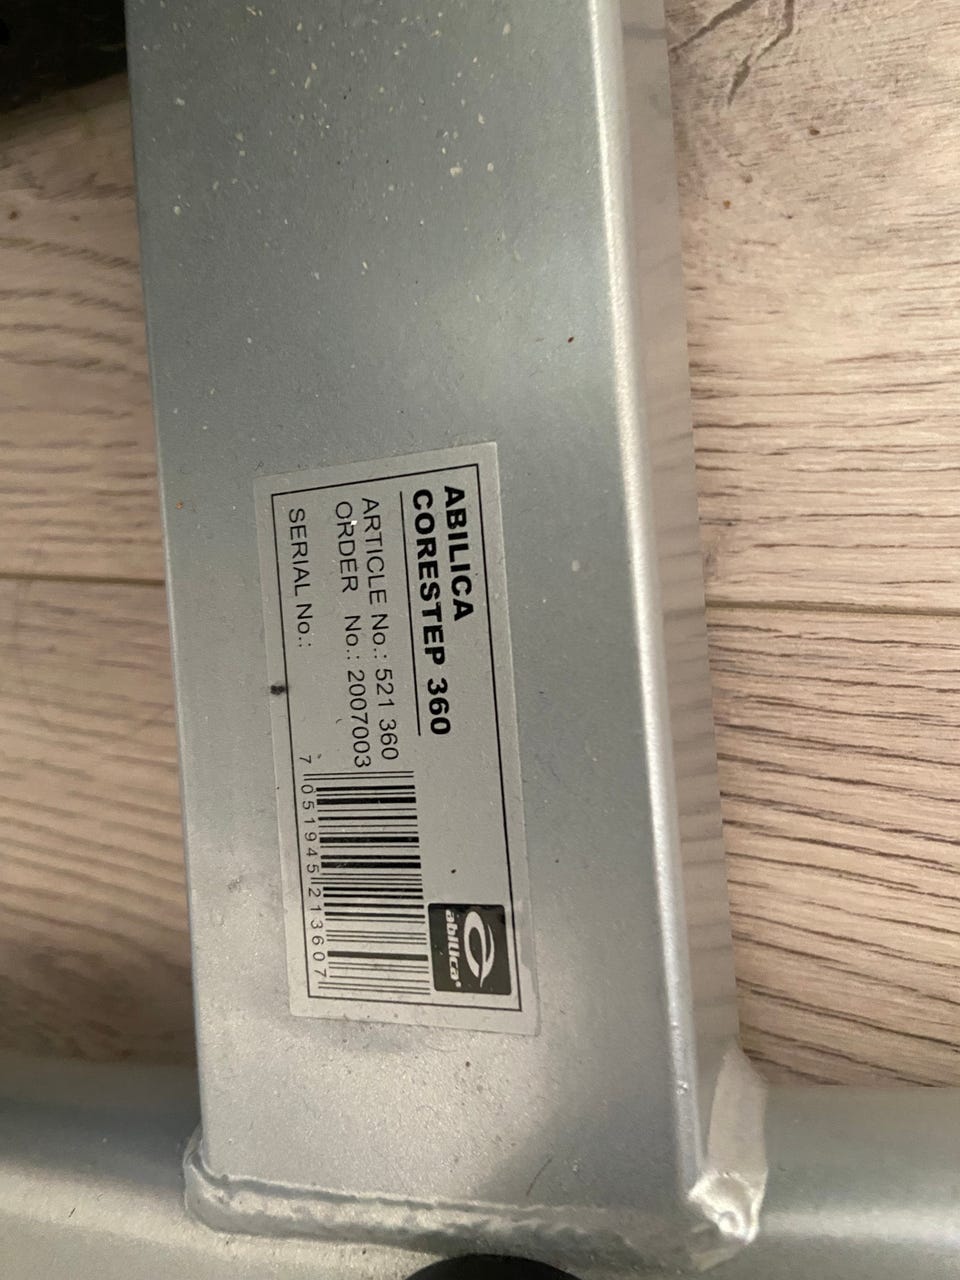 ABILICA
CORESTEP 360
ARTICLE No.: 521 360
ORDER No.: 2007003
SERIAL No.:
7 051945 213607
abilica®